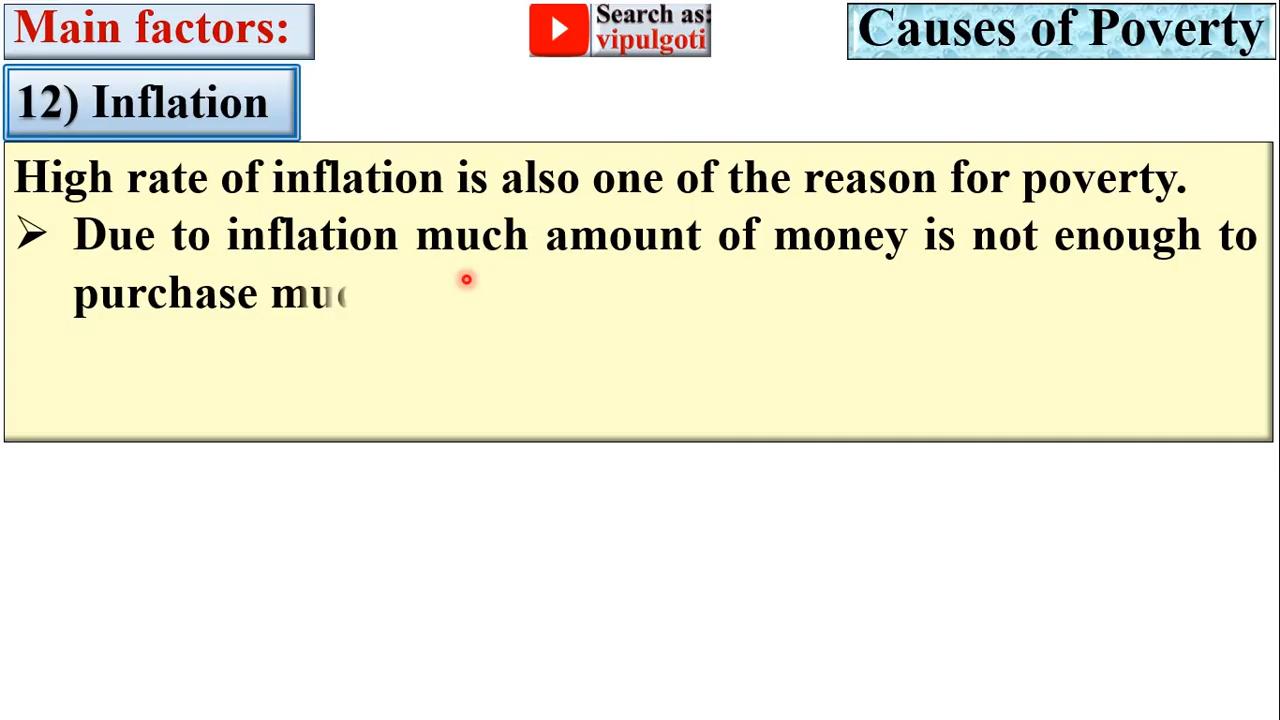 Main factors:
Search as:
vipulgoti
Causes of Poverty
12) Inflation
High rate of inflation is also one of the reason for poverty.
➢ Due to inflation much amount of money is not enough to
purchase